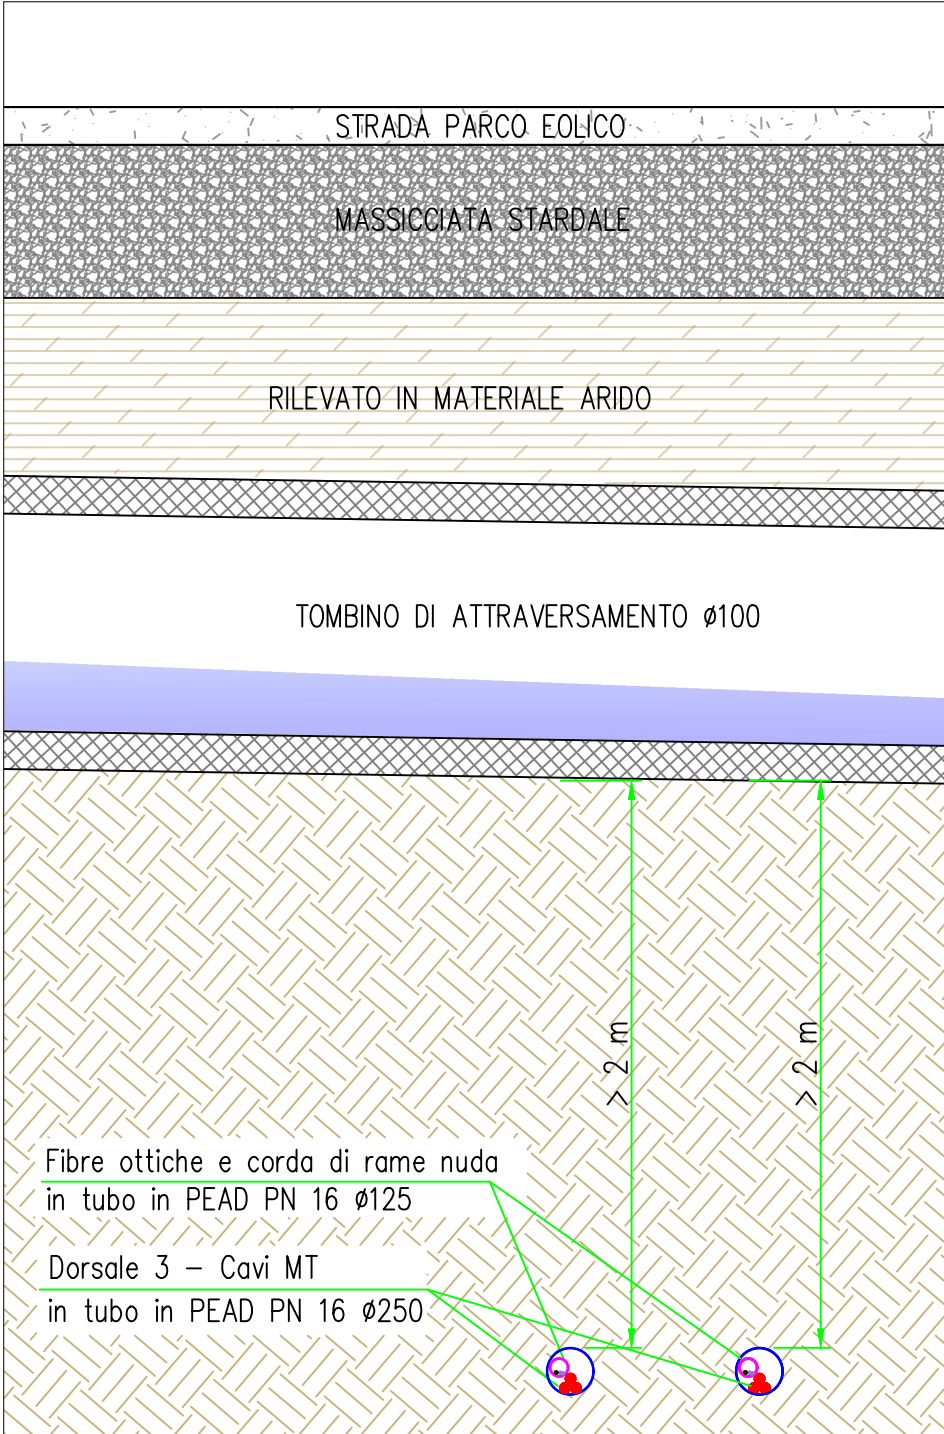 STRADA PARCO EOLICO
MASSICCIATA STARDALE
RILEVATO IN MATERIALE ARIDO
TOMBINO DI ATTRAVERSAMENTO ø100
> 2 m
> 2 m
Fibre ottiche e corda di rame nuda
in tubo in PEAD PN 16 ø125
Dorsale 3 – Cavi MT
in tubo in PEAD PN 16 ø250